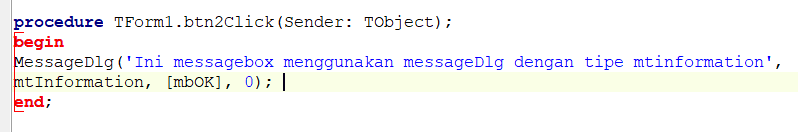 procedure TForm1.btn2Click(Sender: TObject);
begin
MessageDlg('Ini messagebox menggunakan messageDlg dengan tipe mtinformation',
mtInformation, [mbOK], 0);
end;